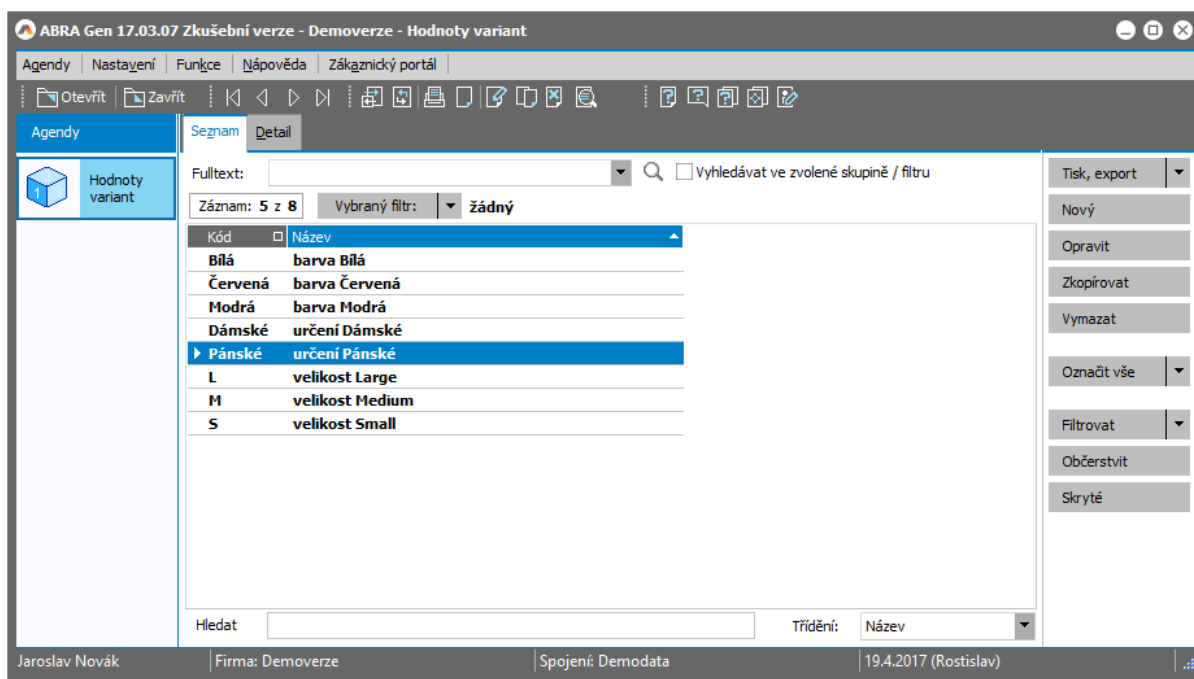 ABRA Gen 17.03.07 Zkušební verze - Demoverze - Hodnoty variant
Agendy Nastavení Funkce Nápověda Zákaznický portál
Otevřít Zavřít
Agendy Seznam Detail
Hodnoty variant
Fulltext: Vyhledávat ve zvolené skupině / filtru
Záznam: 5 z 8 Vybraný filtr: žádný
Kód Název
Bílá barva Bílá
Červená barva Červená
Modrá barva Modrá
Dámské určení Dámské
Pánské určení Pánské
L velikost Large
M velikost Medium
S velikost Small
Tisk, export
Nový
Opravit
Zkopírovat
Vymazat
Označit vše
Filtrovat
Občerstvit
Skryté
Hledat Třídění: Název
Jaroslav Novák Firma: Demoverze Spojení: Demodata 19.4.2017 (Rostislav)